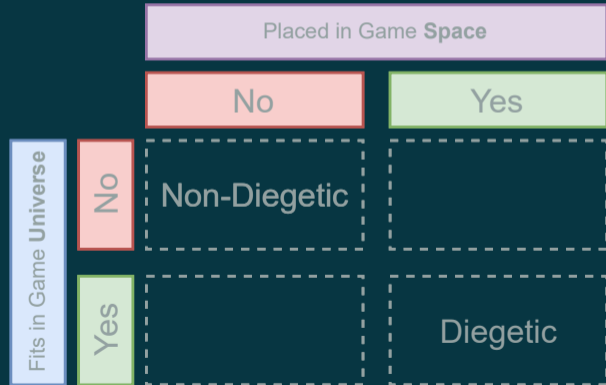 Placed in Game Space
No
Yes
Fits in Game Universe
No
Non-Diegetic
Yes
Diegetic